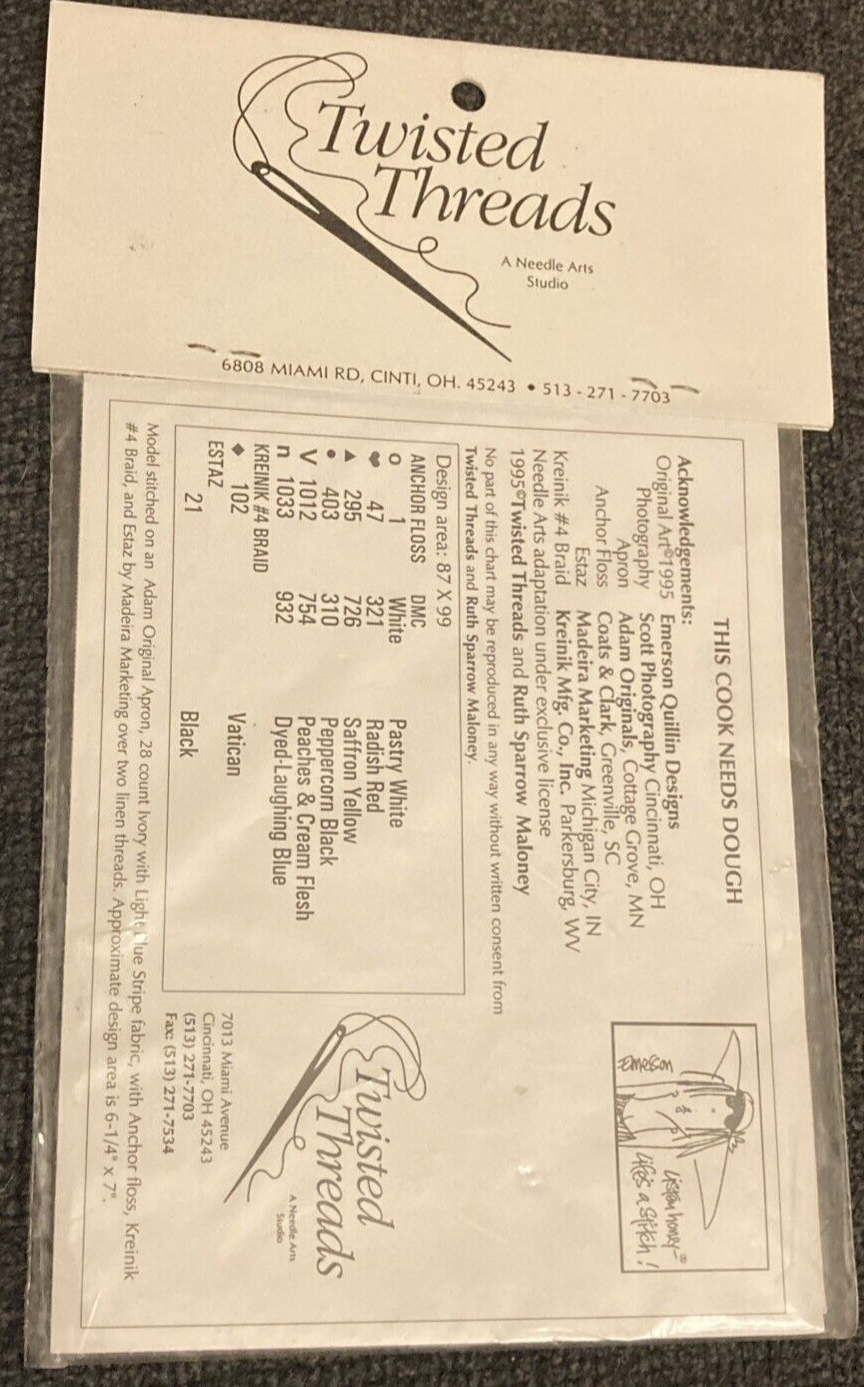 Twisted
Threads
A Needle Arts
Studio
6808 MIAMI RD, CINTI, OH. 45243 • 513 - 271 - 7703
THIS COOK NEEDS DOUGH
Acknowledgements:
Original Art©1995 Emerson Quillin Designs
Photography Scott Photography Cincinnati, OH
Apron Adam Originals, Cottage Grove, MN
Anchor Floss Coats & Clark, Greenville, SC
Estaz Madeira Marketing Michigan City, IN
Kreinik #4 Braid Kreinik Mfg. Co., Inc. Parkersburg, WV
Needle Arts adaptation under exclusive license
1995©Twisted Threads and Ruth Sparrow Maloney
No part of this chart may be reproduced in any way without written consent from
Twisted Threads and Ruth Sparrow Maloney.
Emerson
Listen honey—®
life's a stitch!
Design area: 87 X 99
ANCHOR FLOSS DMC
o 1 White Pastry White
♥ 47 321 Radish Red
▲ 295 726 Saffron Yellow
● 403 310 Peppercorn Black
V 1012 754 Peaches & Cream Flesh
n 1033 932 Dyed-Laughing Blue
KREINIK #4 BRAID
◆ 102 Vatican
ESTAZ
21 Black
Twisted
Threads
A Needle Arts
Studio
7013 Miami Avenue
Cincinnati, OH 45243
(513) 271-7703
Fax: (513) 271-7534
Model stitched on an Adam Original Apron, 28 count Ivory with Light Blue Stripe fabric, with Anchor floss, Kreinik
#4 Braid, and Estaz by Madeira Marketing over two linen threads. Approximate design area is 6-1/4" x 7".